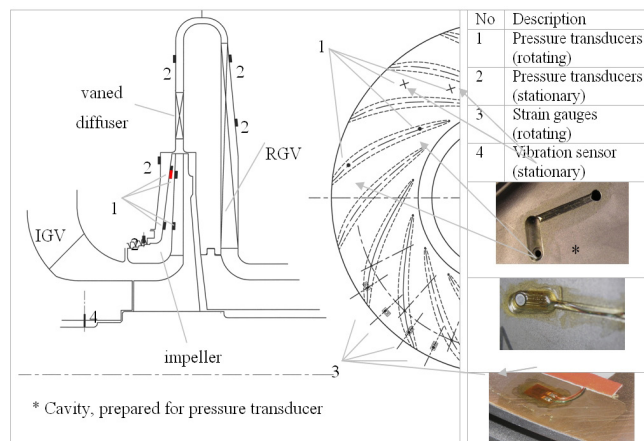 No Description
1 Pressure transducers
(rotating)
2 Pressure transducers
(stationary)
3 Strain gauges
(rotating)
4 Vibration sensor
(stationary)
*
2
2
1
vaned
diffuser
2
2
RGV
1
IGV
4
impeller
3
* Cavity, prepared for pressure transducer